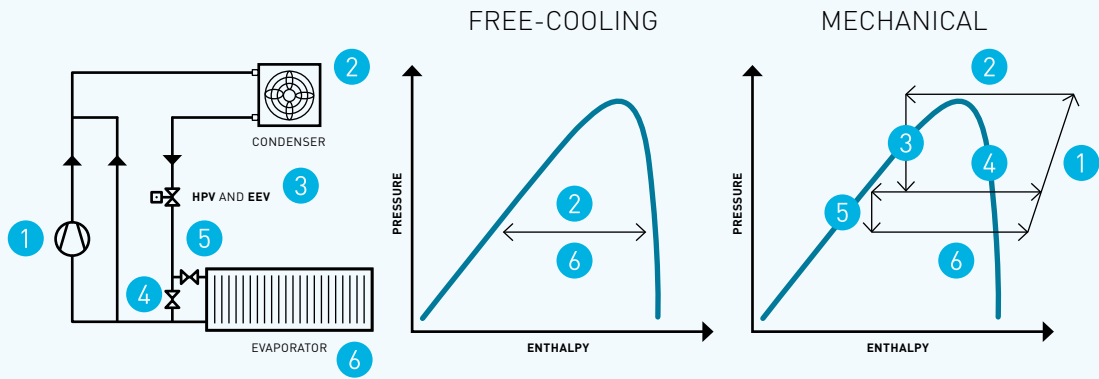 FREE-COOLING
MECHANICAL
2
CONDENSER
3
HPV AND EEV
1
5
4
EVAPORATOR
6
PRESSURE
2
6
ENTHALPY
PRESSURE
2
3
4
1
5
6
ENTHALPY